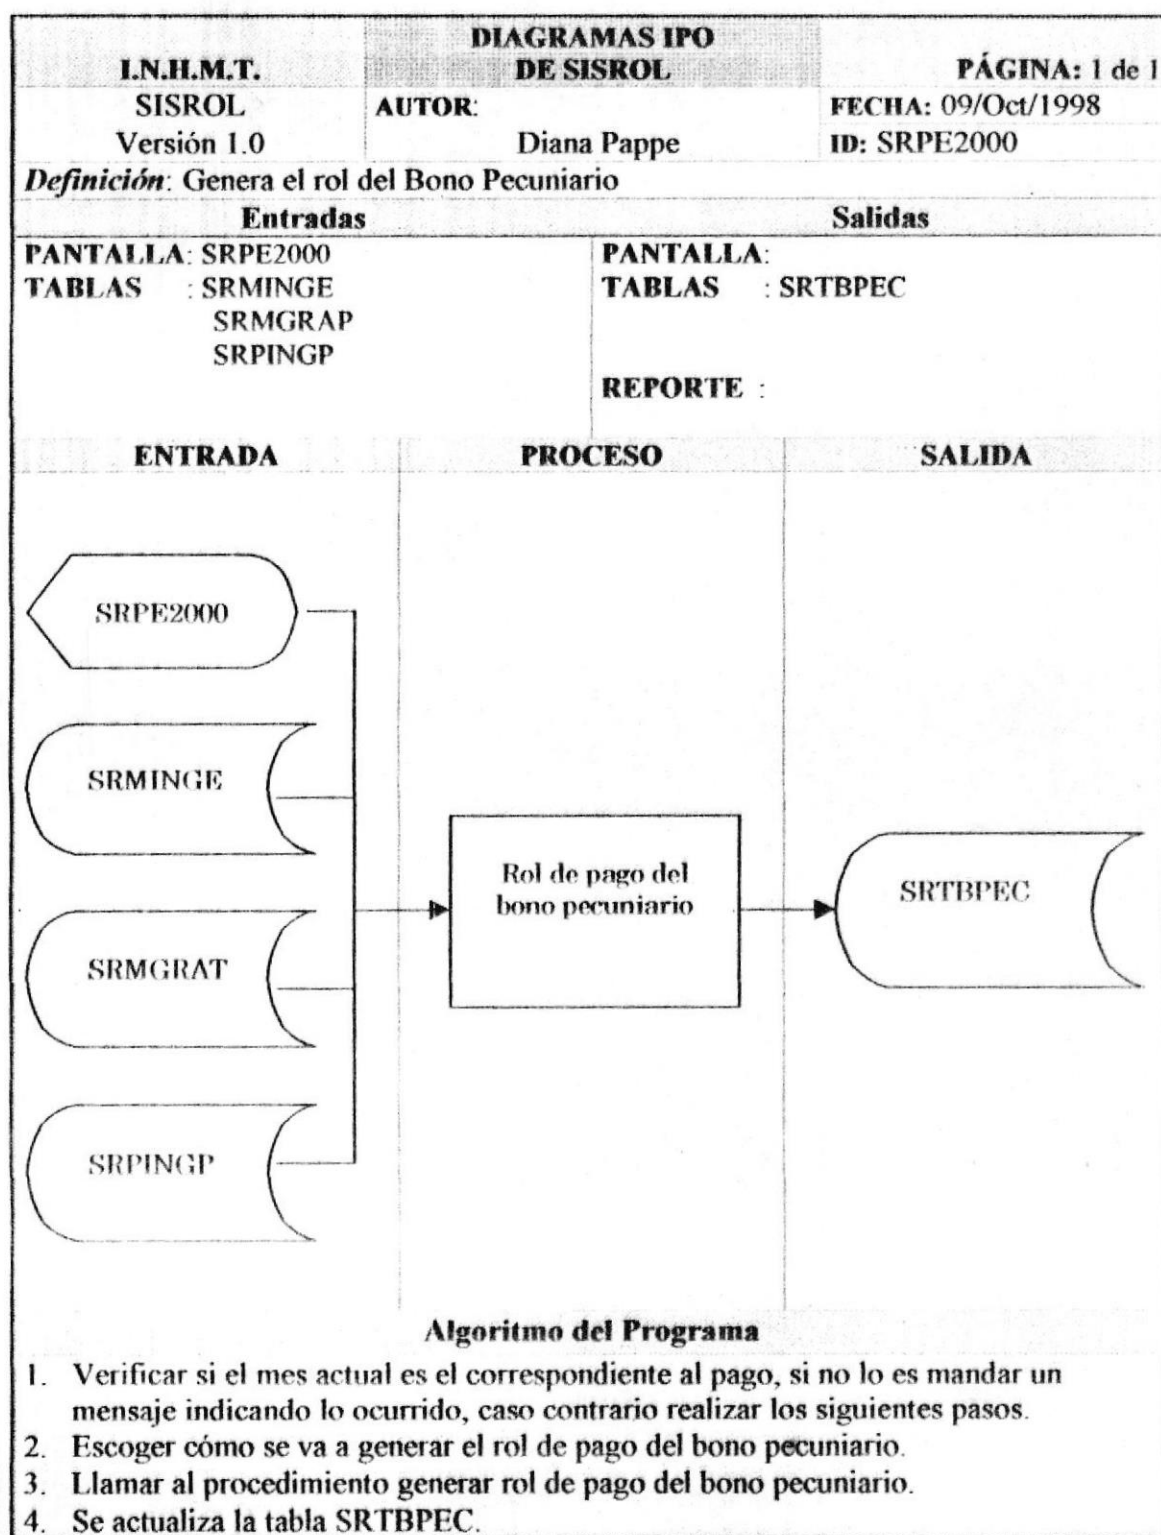 DIAGRAMAS IPO
I.N.H.M.T. DE SISROL PÁGINA: 1 de 1
SISROL AUTOR: FECHA: 09/Oct/1998
Versión 1.0 Diana Pappe ID: SRPE2000
Definición: Genera el rol del Bono Pecuniario
Entradas Salidas
PANTALLA: SRPE2000 PANTALLA:
TABLAS : SRMINGE TABLAS : SRTBPEC
SRMGRAP
SRPINGP
REPORTE :
ENTRADA PROCESO SALIDA
SRPE2000
SRMINGE
Rol de pago del
bono pecuniario
SRTBPEC
SRMGRAT
SRPINGP
Algoritmo del Programa
1. Verificar si el mes actual es el correspondiente al pago, si no lo es mandar un
mensaje indicando lo ocurrido, caso contrario realizar los siguientes pasos.
2. Escoger cómo se va a generar el rol de pago del bono pecuniario.
3. Llamar al procedimiento generar rol de pago del bono pecuniario.
4. Se actualiza la tabla SRTBPEC.